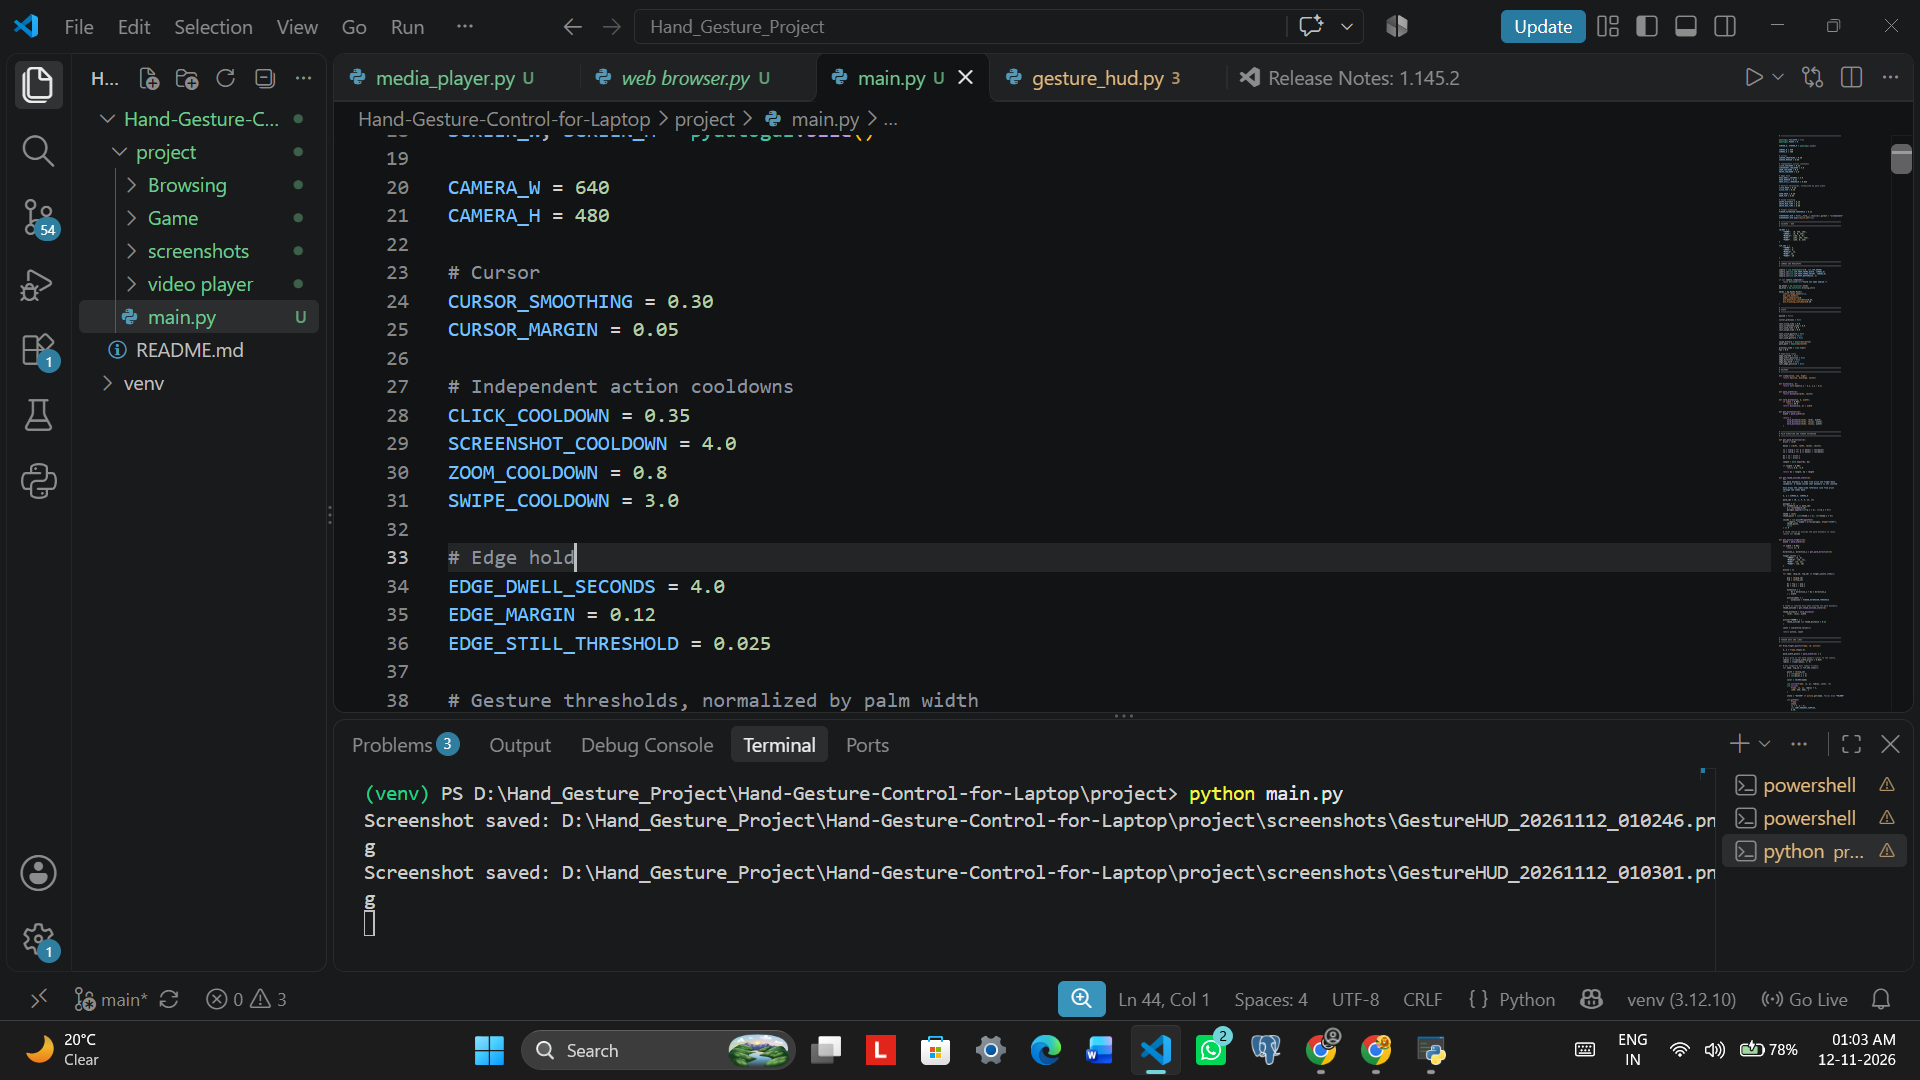 File Edit Selection View Go Run ···
Hand_Gesture_Project
Update
H... ···
media_player.py U
web browser.py U
main.py U
gesture_hud.py 3
Release Notes: 1.145.2
Hand-Gesture-C...
project
Browsing
Game
screenshots
video player
main.py U
README.md
venv
54
1
1
Hand-Gesture-Control-for-Laptop > project > main.py > ...
19
20 CAMERA_W = 640
21 CAMERA_H = 480
22
23 # Cursor
24 CURSOR_SMOOTHING = 0.30
25 CURSOR_MARGIN = 0.05
26
27 # Independent action cooldowns
28 CLICK_COOLDOWN = 0.35
29 SCREENSHOT_COOLDOWN = 4.0
30 ZOOM_COOLDOWN = 0.8
31 SWIPE_COOLDOWN = 3.0
32
33 # Edge hold
34 EDGE_DWELL_SECONDS = 4.0
35 EDGE_MARGIN = 0.12
36 EDGE_STILL_THRESHOLD = 0.025
37
38 # Gesture thresholds, normalized by palm width
Problems 3 Output Debug Console Terminal Ports
(venv) PS D:\Hand_Gesture_Project\Hand-Gesture-Control-for-Laptop\project> python main.py
Screenshot saved: D:\Hand_Gesture_Project\Hand-Gesture-Control-for-Laptop\project\screenshots\GestureHUD_20261112_010246.pn
g
Screenshot saved: D:\Hand_Gesture_Project\Hand-Gesture-Control-for-Laptop\project\screenshots\GestureHUD_20261112_010301.pn
g
powershell
powershell
python pr...
main* 0 3
Ln 44, Col 1 Spaces: 4 UTF-8 CRLF { } Python venv (3.12.10) Go Live
20°C
Clear
Search
L
W
2
ENG
IN
78%
01:03 AM
12-11-2026